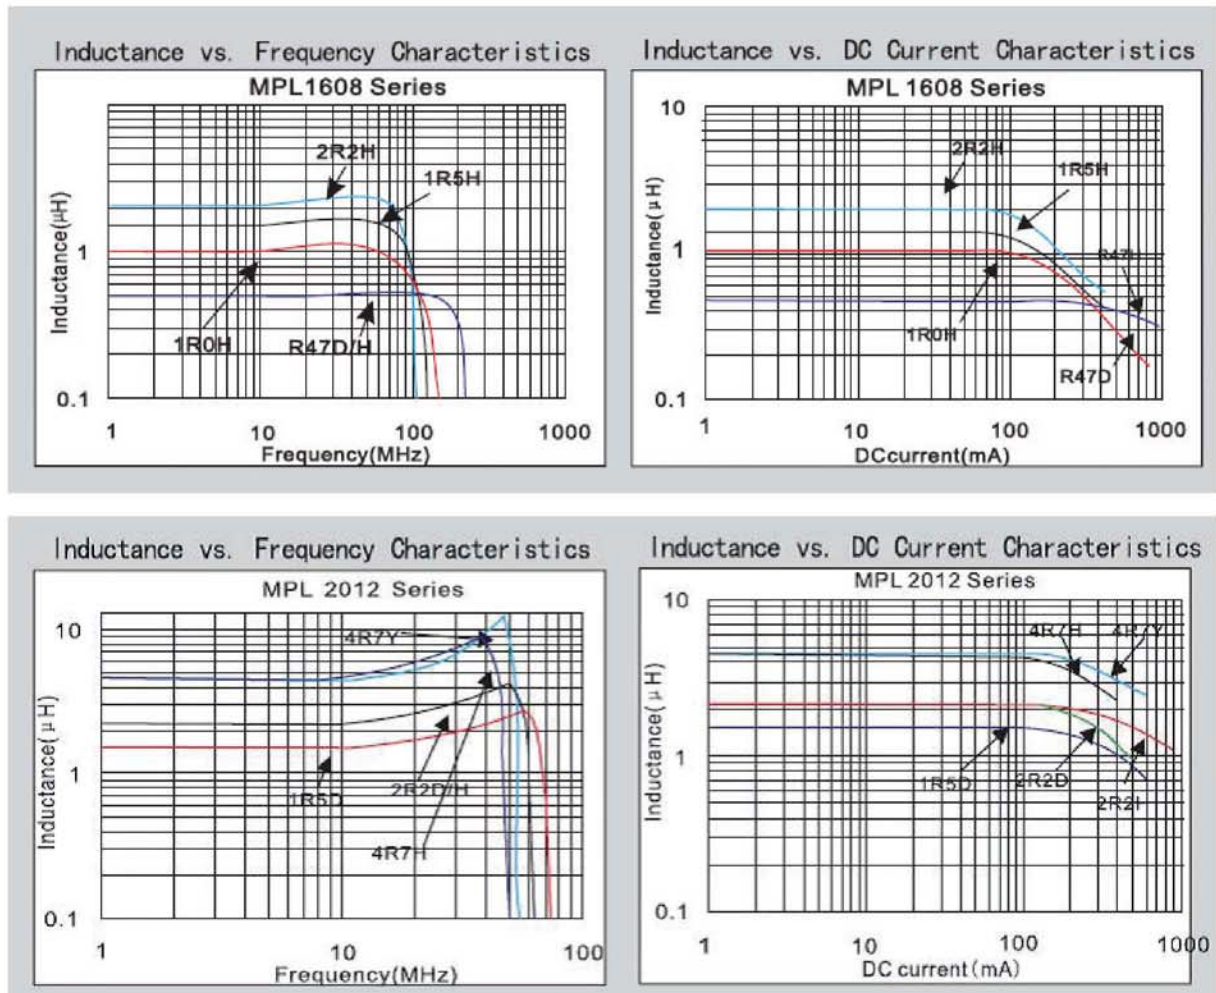 Inductance vs. Frequency Characteristics
MPL1608 Series
Inductance(μH)
2R2H
1R5H
1
1R0H
R47D/H
0.1
1
10
100
1000
Frequency(MHz)
Inductance vs. DC Current Characteristics
MPL 1608 Series
10
Inductance(μH)
2R2H
1R5H
1
1R0H
R47D
0.1
1
10
100
1000
DCcurrent(mA)
Inductance vs. Frequency Characteristics
MPL 2012 Series
10
Inductance(μH)
4R7Y
1
1R5D
2R2D/H
4R7H
0.1
1
10
100
Frequency(MHz)
Inductance vs. DC Current Characteristics
MPL 2012 Series
10
Inductance(μH)
4R7H
4R7Y
1
1R5D
2R2D
0.1
1
10
100
1000
DC current(mA)